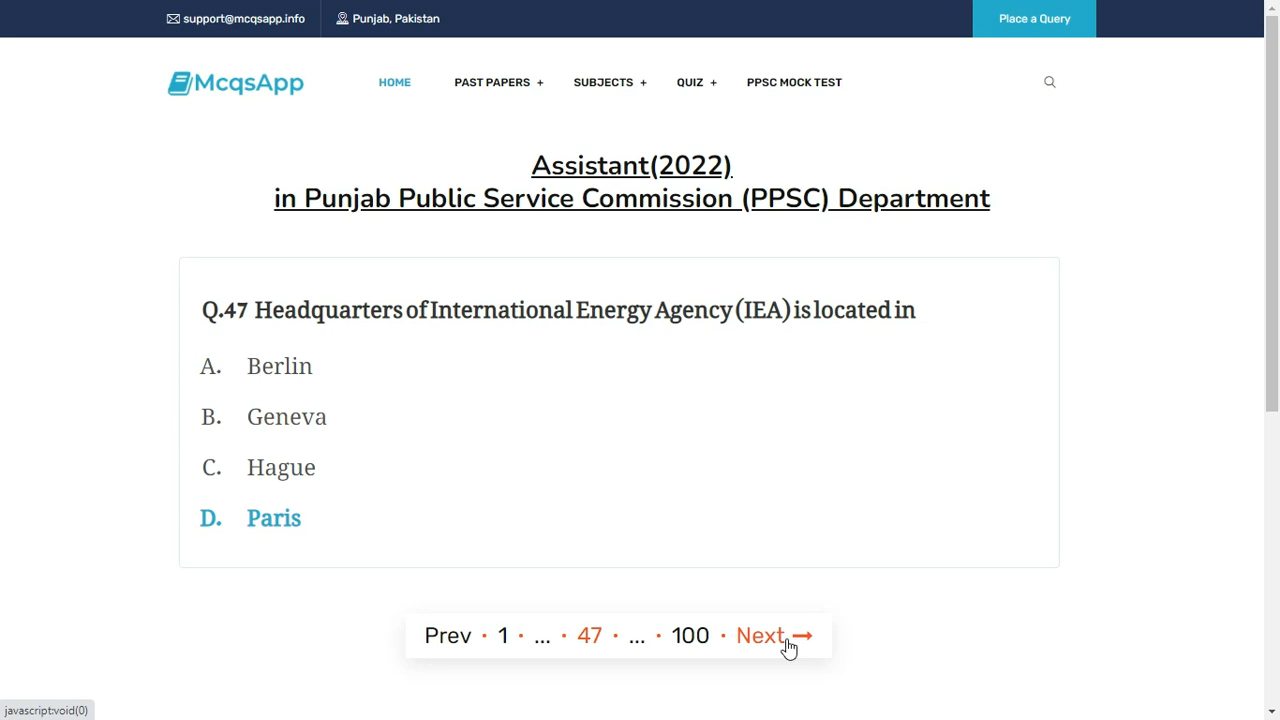 support@mcqsapp.info Punjab, Pakistan Place a Query
McqsApp HOME PAST PAPERS + SUBJECTS + QUIZ + PPSC MOCK TEST
Assistant(2022)
in Punjab Public Service Commission (PPSC) Department
Q.47 Headquarters of International Energy Agency (IEA) is located in
A. Berlin
B. Geneva
C. Hague
D. Paris
Prev · 1 · ... · 47 · ... · 100 · Next →
javascript:void(0)